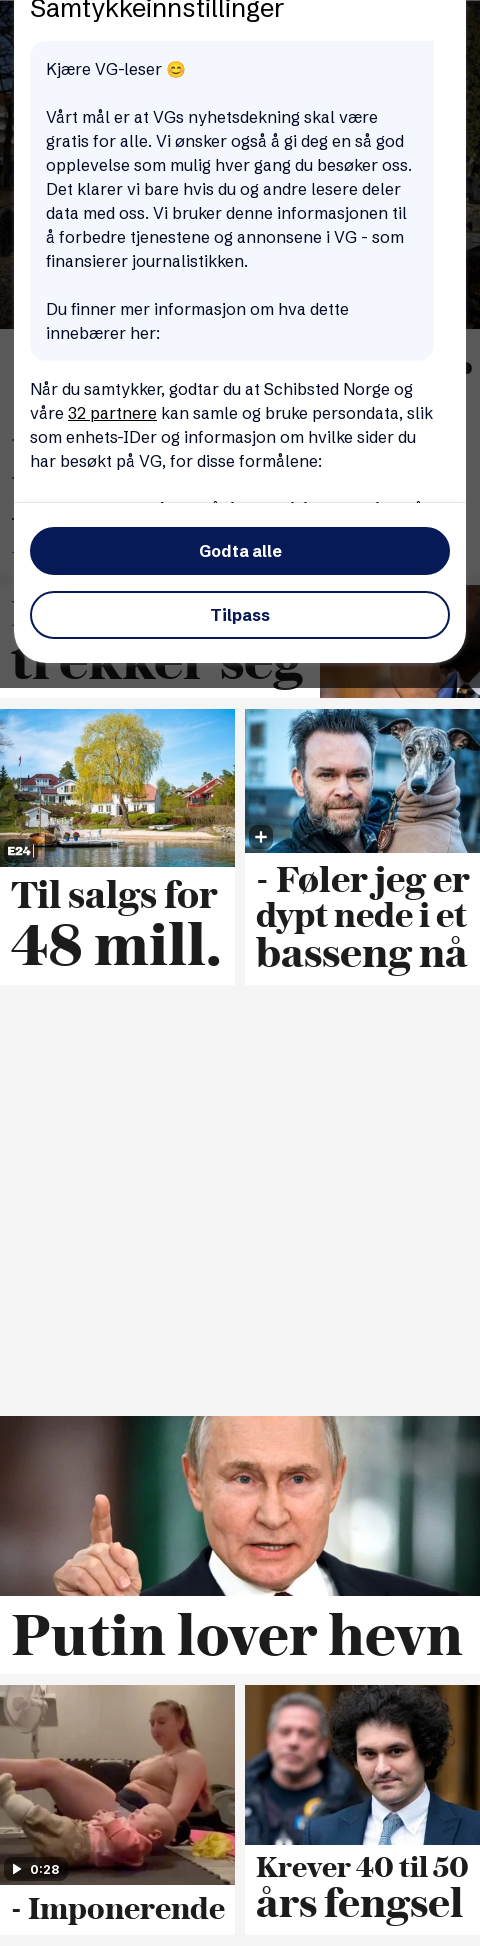 Samtykkeinnstillinger
Kjære VG-leser 😊
Vårt mål er at VGs nyhetsdekning skal være
gratis for alle. Vi ønsker også å gi deg en så god
opplevelse som mulig hver gang du besøker oss.
Det klarer vi bare hvis du og andre lesere deler
data med oss. Vi bruker denne informasjonen til
å forbedre tjenestene og annonsene i VG - som
finansierer journalistikken.
Du finner mer informasjon om hva dette
innebærer her:
Når du samtykker, godtar du at Schibsted Norge og
våre 32 partnere kan samle og bruke persondata, slik
som enhets-IDer og informasjon om hvilke sider du
har besøkt på VG, for disse formålene:
Godta alle
Tilpass
trekker seg
E24
Til salgs for
48 mill.
- Føler jeg er
dypt nede i et
basseng nå
Putin lover hevn
0:28
- Imponerende
Krever 40 til 50
års fengsel